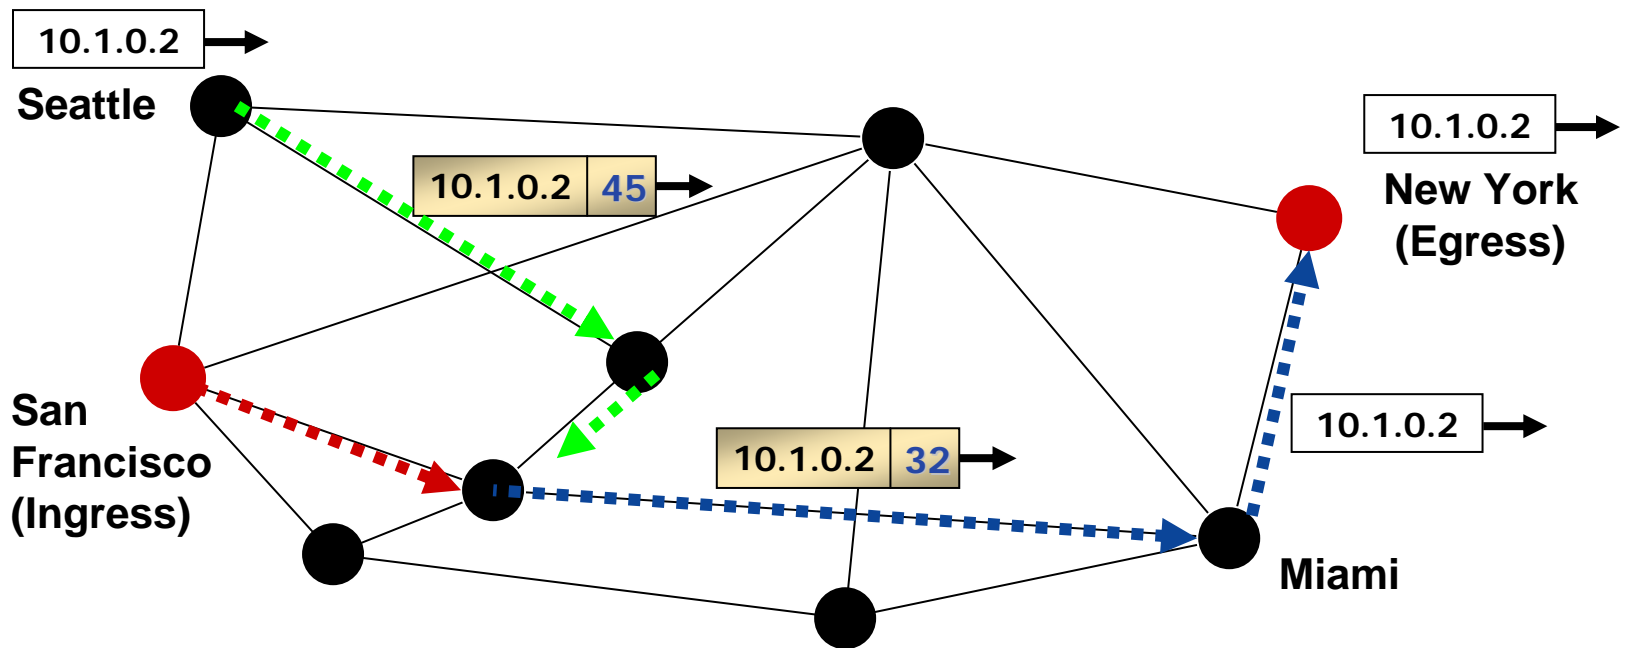 10.1.0.2
Seattle
10.1.0.2 45
10.1.0.2
New York
(Egress)
San
Francisco
(Ingress)
10.1.0.2 32
10.1.0.2
Miami